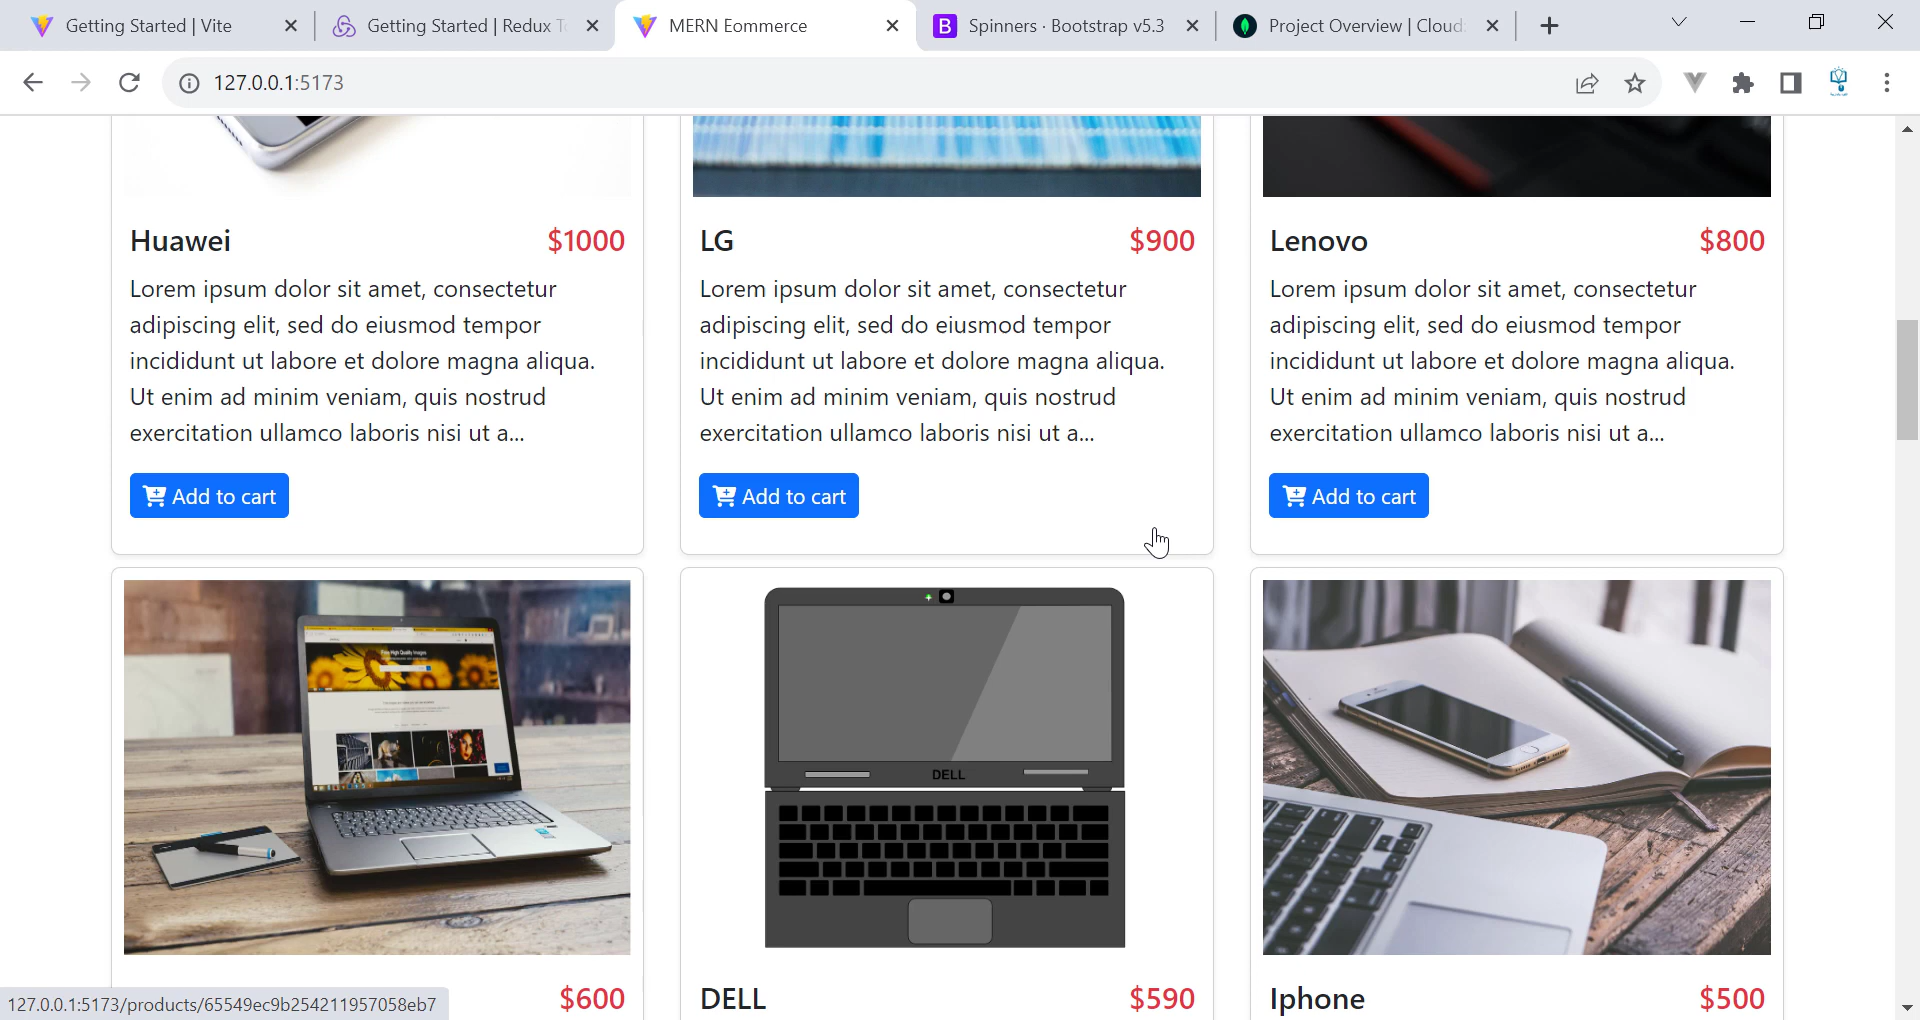 Getting Started | Vite
Getting Started | Redux To
MERN Eommerce
B
Spinners · Bootstrap v5.3
Project Overview | Cloud:
127.0.0.1:5173
Huawei $1000
Lorem ipsum dolor sit amet, consectetur
adipiscing elit, sed do eiusmod tempor
incididunt ut labore et dolore magna aliqua.
Ut enim ad minim veniam, quis nostrud
exercitation ullamco laboris nisi ut a...
Add to cart
LG $900
Lorem ipsum dolor sit amet, consectetur
adipiscing elit, sed do eiusmod tempor
incididunt ut labore et dolore magna aliqua.
Ut enim ad minim veniam, quis nostrud
exercitation ullamco laboris nisi ut a...
Add to cart
Lenovo $800
Lorem ipsum dolor sit amet, consectetur
adipiscing elit, sed do eiusmod tempor
incididunt ut labore et dolore magna aliqua.
Ut enim ad minim veniam, quis nostrud
exercitation ullamco laboris nisi ut a...
Add to cart
Free High Quality Images
DELL
$600
DELL $590
Iphone $500
127.0.0.1:5173/products/65549ec9b254211957058eb7